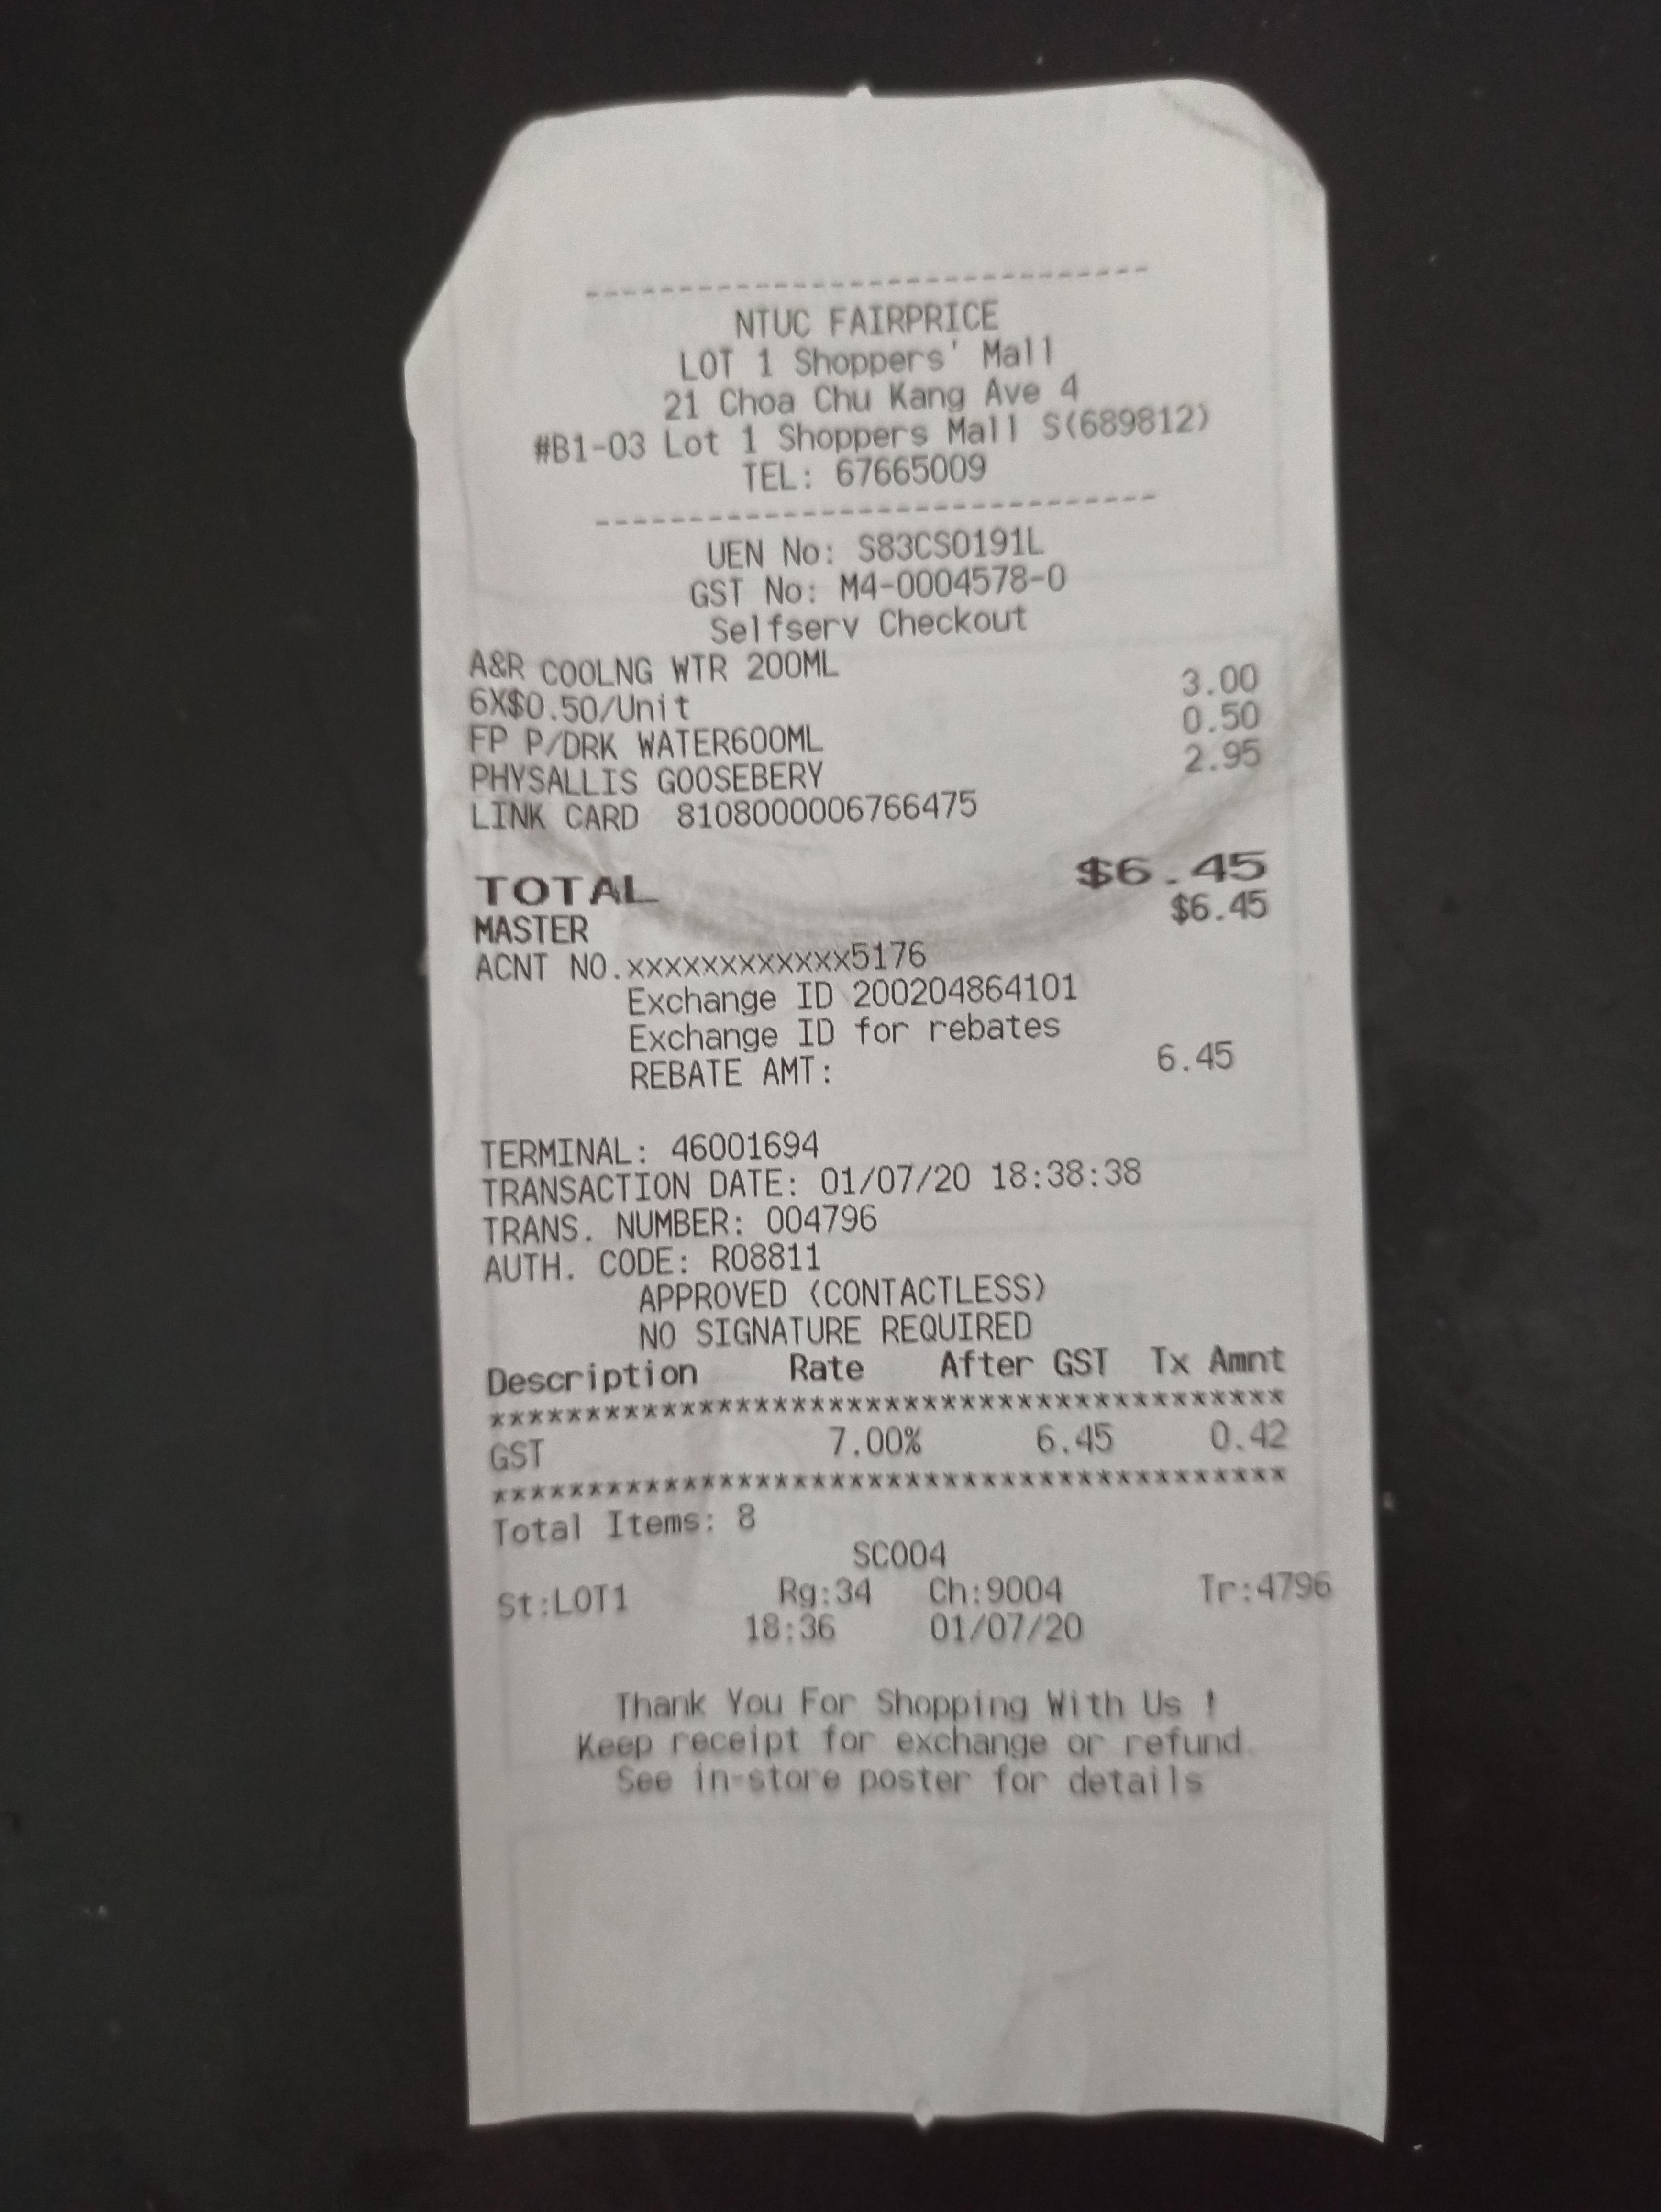 NTUC FAIRPRICE
LOT 1 Shoppers' Mall
21 Choa Chu Kang Ave 4
#B1-03 Lot 1 Shoppers Mall S(689812)
TEL: 67665009
UEN No: S83CS0191L
GST No: M4-0004578-0
Selfserv Checkout
A&R COOLNG WTR 200ML
6X$0.50/Unit 3.00
FP P/DRK WATER600ML 0.50
PHYSALLIS GOOSEBERY 2.95
LINK CARD 8108000006766475
TOTAL $6.45
MASTER $6.45
ACNT NO.xxxxxxxxxxxx5176
Exchange ID 200204864101
Exchange ID for rebates
REBATE AMT: 6.45
TERMINAL: 46001694
TRANSACTION DATE: 01/07/20 18:38:38
TRANS. NUMBER: 004796
AUTH. CODE: R08811
APPROVED (CONTACTLESS)
NO SIGNATURE REQUIRED
Description Rate After GST Tx Amnt
******************************************
GST 7.00% 6.45 0.42
******************************************
Total Items: 8
SC004
St:LOT1 Rg:34 Ch:9004 Tr:4796
18:36 01/07/20
Thank You For Shopping With Us !
Keep receipt for exchange or refund.
See in-store poster for details